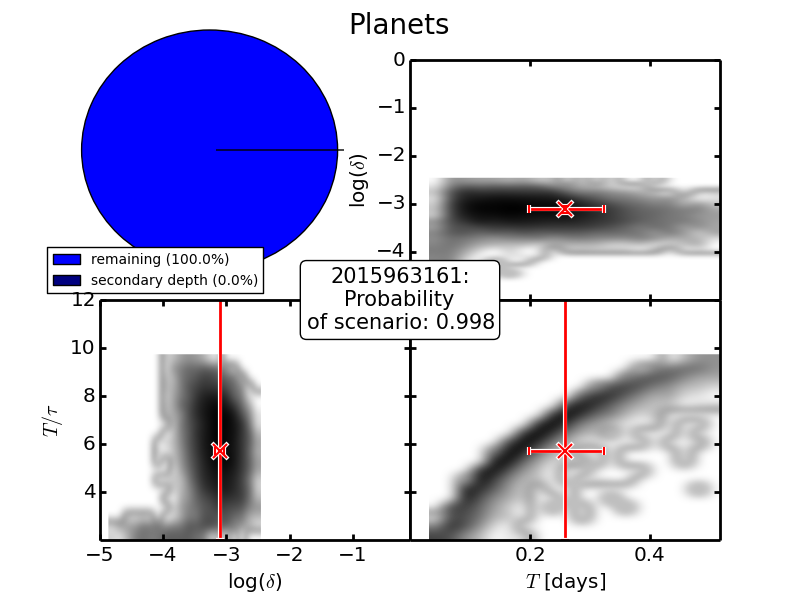 Planets
0
−1
−2
−3
−4
log(δ)
remaining (100.0%)
secondary depth (0.0%)
2015963161:
Probability
of scenario: 0.998
12
10
8
6
4
T/τ
−5 −4 −3 −2 −1
log(δ)
0.2 0.4
T [days]